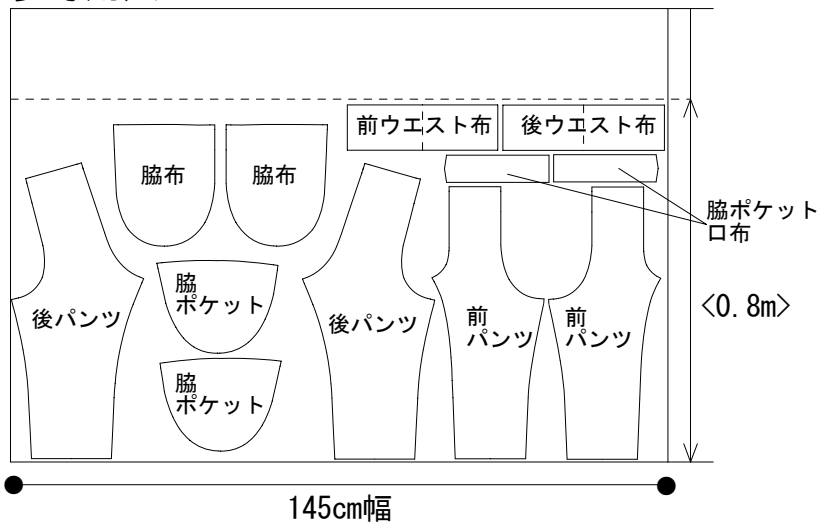 前ウエスト布
後ウエスト布
脇布
脇布
脇ポケット
口布
脇
ポケット
後パンツ
後パンツ
前
パンツ
前
パンツ
<0.8m>
脇
ポケット
145cm幅